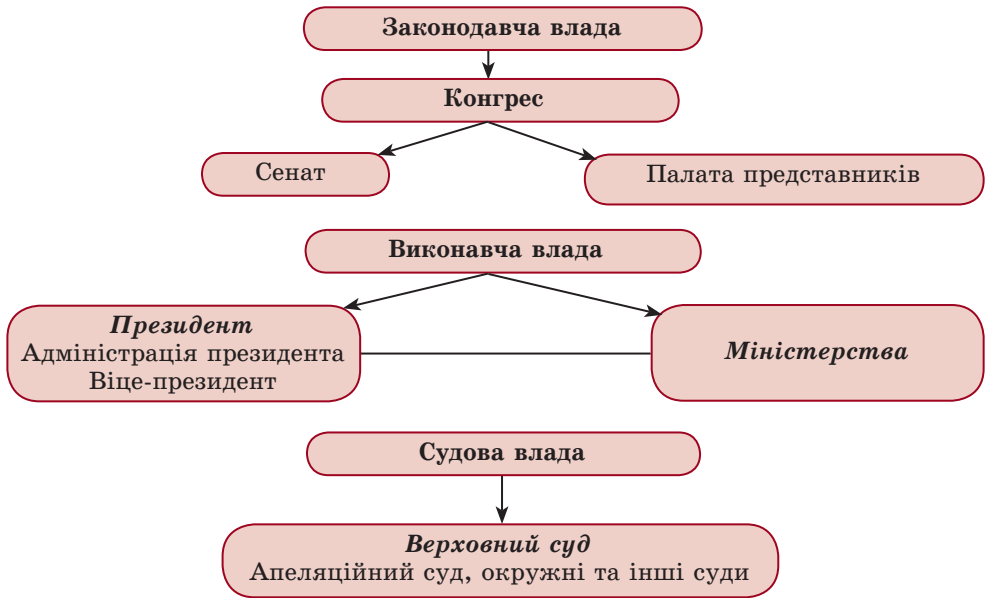 Законодавча влада
Конгрес
Сенат
Палата представників
Виконавча влада
Президент
Адміністрація президента
Віце-президент
Міністерства
Судова влада
Верховний суд
Апеляційний суд, окружні та інші суди